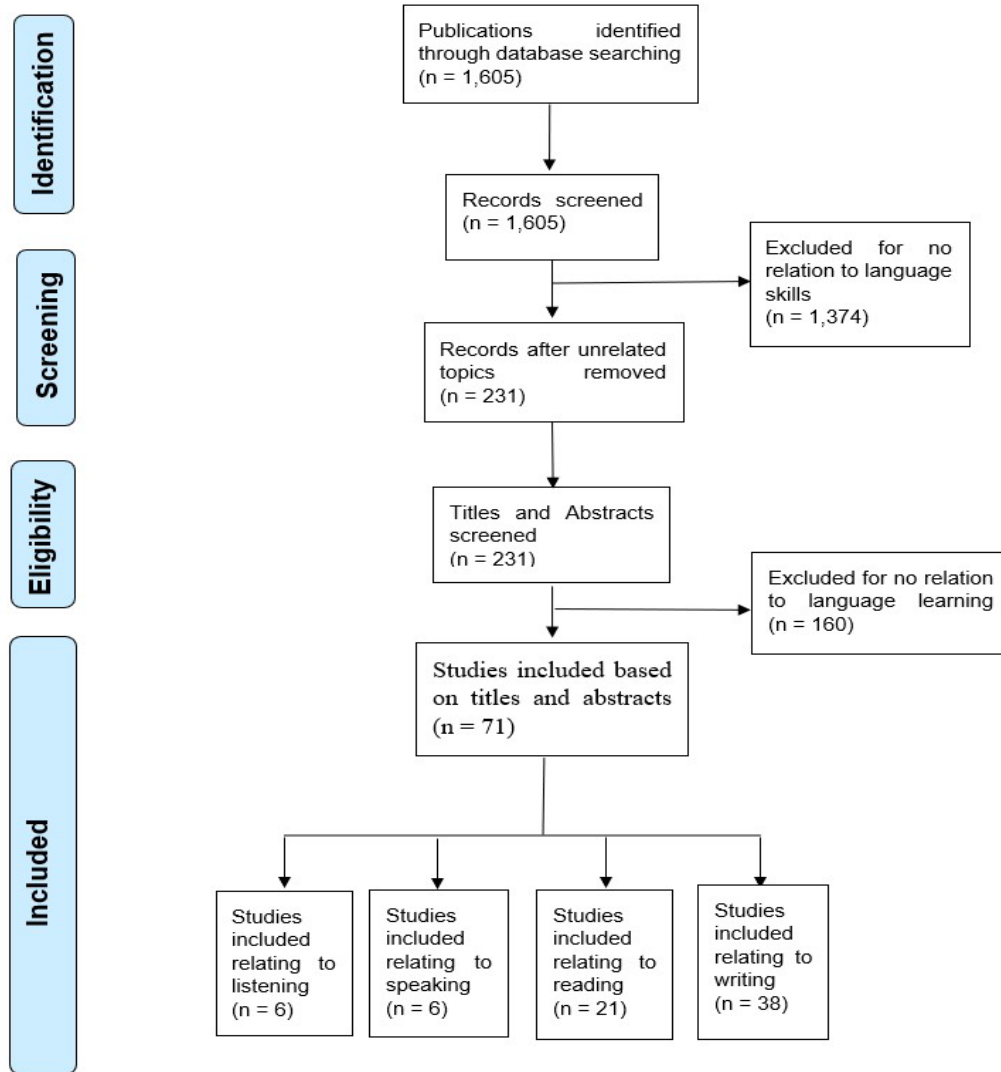 Identification
Publications identified
through database searching
(n = 1,605)
Records screened
(n = 1,605)
Screening
Excluded for no
relation to language
skills
(n = 1,374)
Records after unrelated
topics removed
(n = 231)
Eligibility
Titles and Abstracts
screened
(n = 231)
Excluded for no relation
to language learning
(n = 160)
Included
Studies included based
on titles and abstracts
(n = 71)
Studies
included
relating to
listening
(n = 6)
Studies
included
relating to
speaking
(n = 6)
Studies
included
relating to
reading
(n = 21)
Studies
included
relating to
writing
(n = 38)